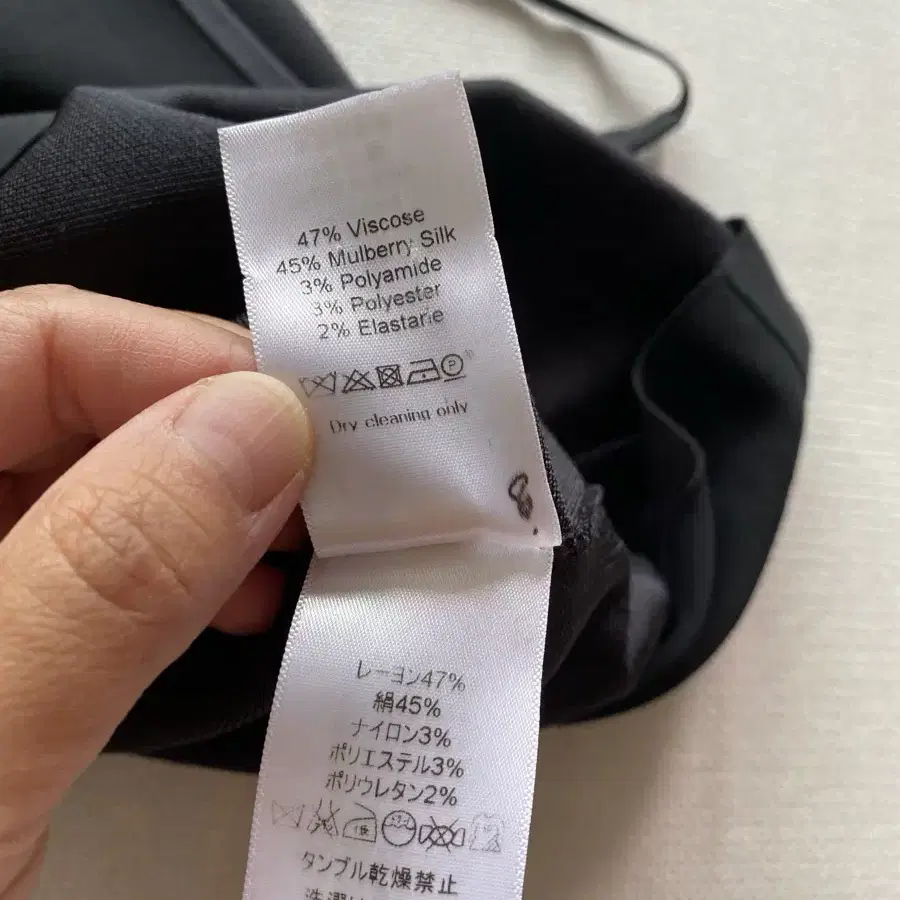 47% Viscose
45% Mulberry Silk
3% Polyamide
3% Polyester
2% Elastane
P
Dry cleaning only
8.
レーヨン47%
絹45%
ナイロン3%
ポリエステル3%
ポリウレタン2%
タンブル乾燥禁止